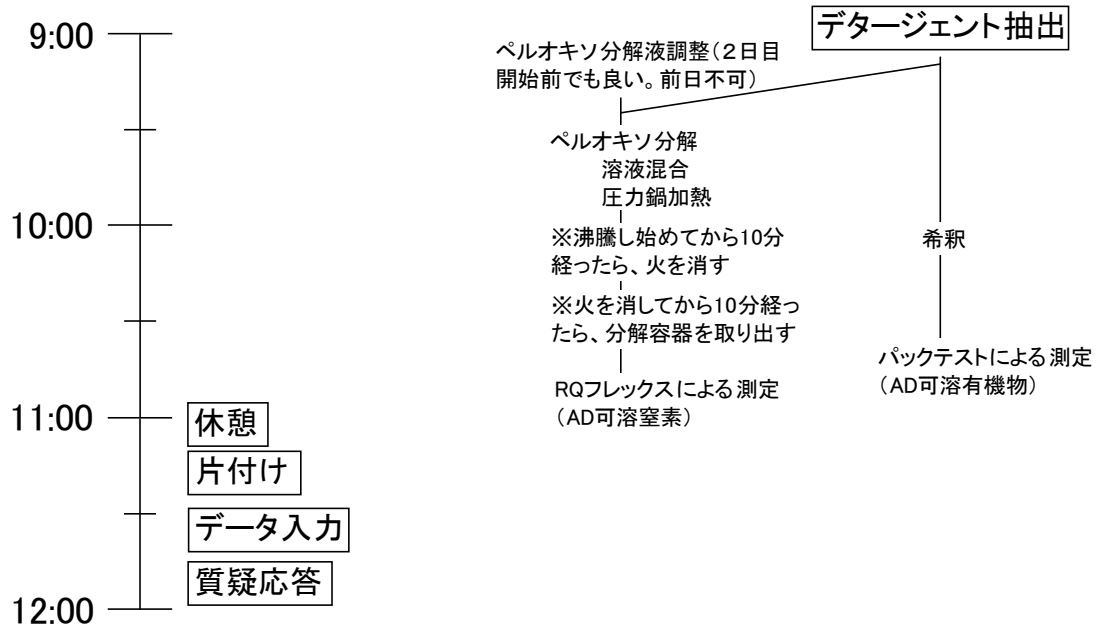 9:00
10:00
11:00
12:00
休憩
片付け
データ入力
質疑応答
ペルオキソ分解液調整（２日目
開始前でも良い。前日不可）
ペルオキソ分解
溶液混合
圧力鍋加熱
※沸騰し始めてから10分
経ったら、火を消す
※火を消してから10分経っ
たら、分解容器を取り出す
RQフレックスによる測定
（AD可溶窒素）
デタージェント抽出
希釈
パックテストによる測定
（AD可溶有機物）